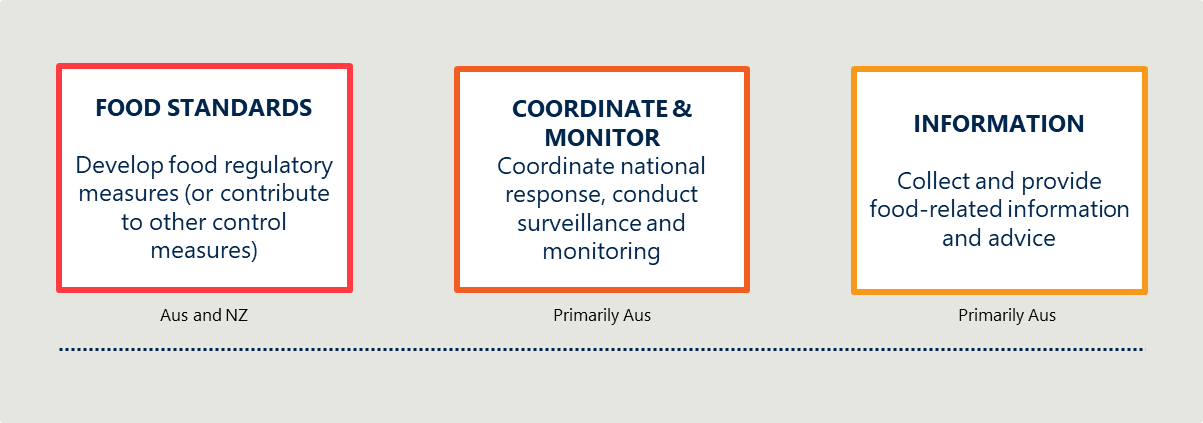 FOOD STANDARDS
Develop food regulatory
measures (or contribute
to other control
measures)
Aus and NZ
COORDINATE &
MONITOR
Coordinate national
response, conduct
surveillance and
monitoring
Primarily Aus
INFORMATION
Collect and provide
food-related information
and advice
Primarily Aus